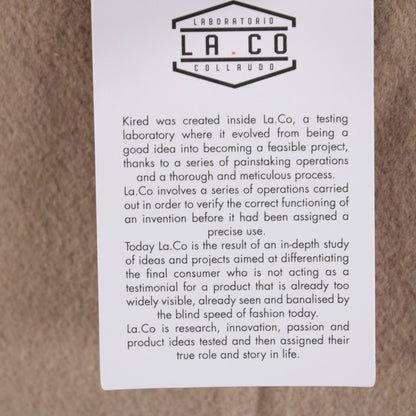 LABORATORIO
LA.CO
COLLAUDO
Kired was created inside La.Co, a testing
laboratory where it evolved from being a
good idea into becoming a feasible project,
thanks to a series of painstaking operations
and a thorough and meticulous process.
La.Co involves a series of operations carried
out in order to verify the correct functioning of
an invention before it had been assigned a
precise use.
Today La.Co is the result of an in-depth study
of ideas and projects aimed at differentiating
the final consumer who is not acting as a
testimonial for a product that is already too
widely visible, already seen and banalised by
the blind speed of fashion today.
La.Co is research, innovation, passion and
product ideas tested and then assigned their
true role and story in life.